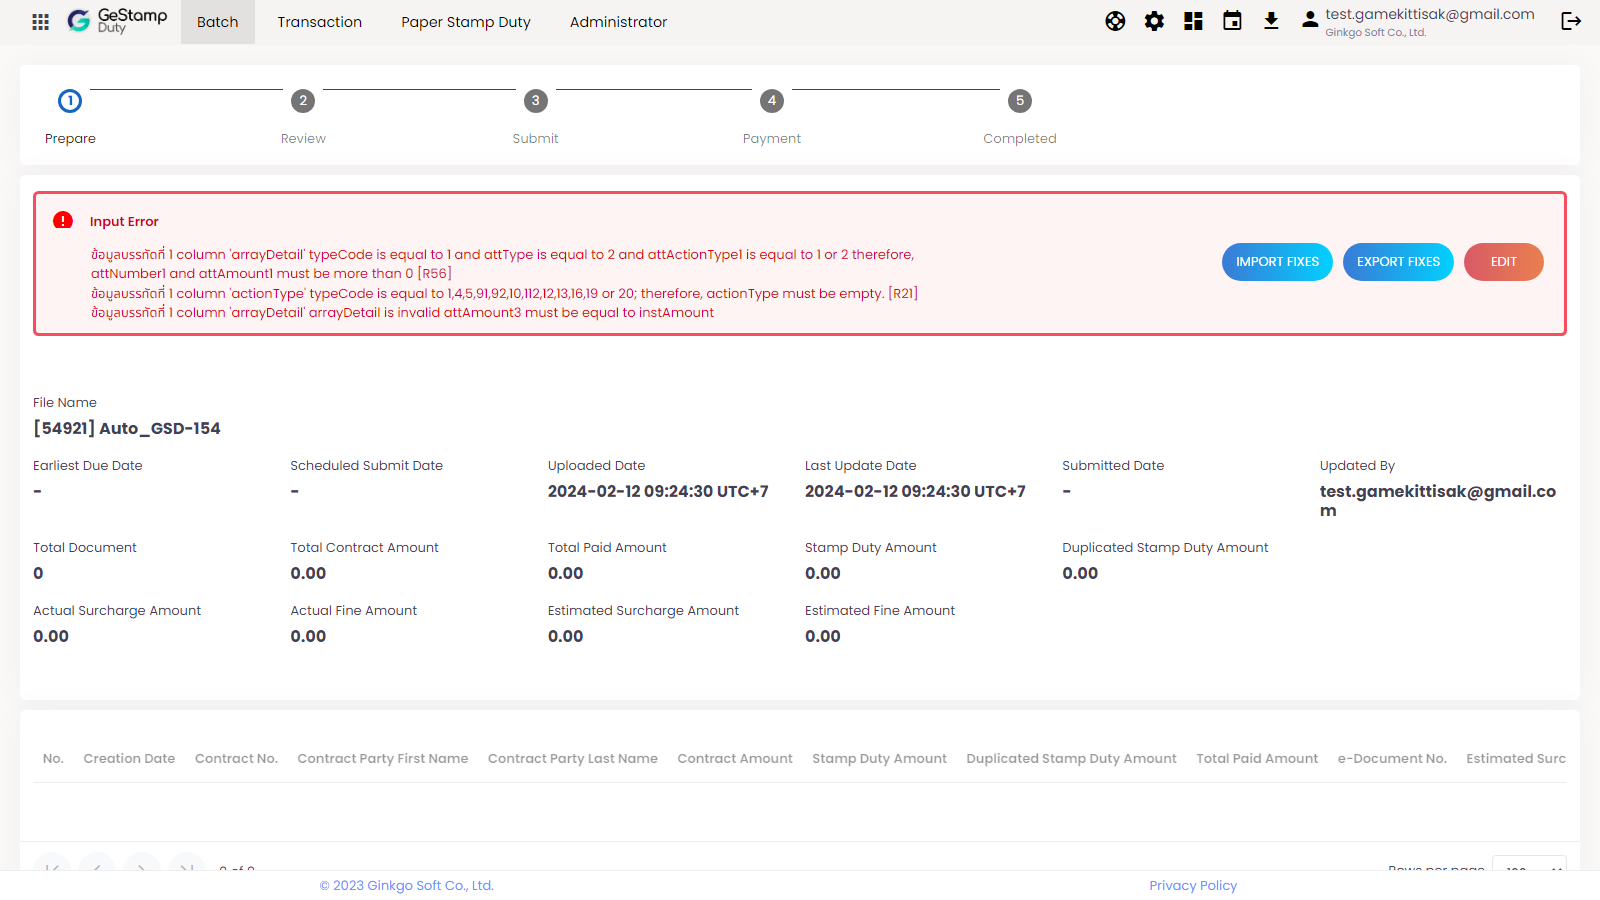 GeStamp Duty
Batch Transaction Paper Stamp Duty Administrator
test.gamekittisak@gmail.com
Ginkgo Soft Co., Ltd.
1 2 3 4 5
Prepare Review Submit Payment Completed
Input Error
ข้อมูลบรรทัดที่ 1 column 'arrayDetail' typeCode is equal to 1 and attType is equal to 2 and attActionType1 is equal to 1 or 2 therefore,
attNumber1 and attAmount1 must be more than 0 [R56]
ข้อมูลบรรทัดที่ 1 column 'actionType' typeCode is equal to 1,4,5,91,92,10,112,12,13,16,19 or 20; therefore, actionType must be empty. [R21]
ข้อมูลบรรทัดที่ 1 column 'arrayDetail' arrayDetail is invalid attAmount3 must be equal to instAmount
IMPORT FIXES EXPORT FIXES EDIT
File Name
[54921] Auto_GSD-154
Earliest Due Date Scheduled Submit Date Uploaded Date Last Update Date Submitted Date Updated By
- - 2024-02-12 09:24:30 UTC+7 2024-02-12 09:24:30 UTC+7 - test.gamekittisak@gmail.co
m
Total Document Total Contract Amount Total Paid Amount Stamp Duty Amount Duplicated Stamp Duty Amount
0 0.00 0.00 0.00 0.00
Actual Surcharge Amount Actual Fine Amount Estimated Surcharge Amount Estimated Fine Amount
0.00 0.00 0.00 0.00
No. Creation Date Contract No. Contract Party First Name Contract Party Last Name Contract Amount Stamp Duty Amount Duplicated Stamp Duty Amount Total Paid Amount e-Document No. Estimated Surc
Rows per page
© 2023 Ginkgo Soft Co., Ltd. Privacy Policy